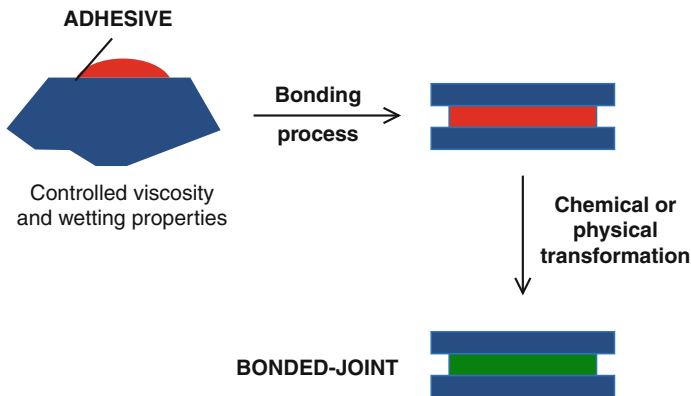 ADHESIVE
Bonding
process
Controlled viscosity
and wetting properties
Chemical or
physical
transformation
BONDED-JOINT